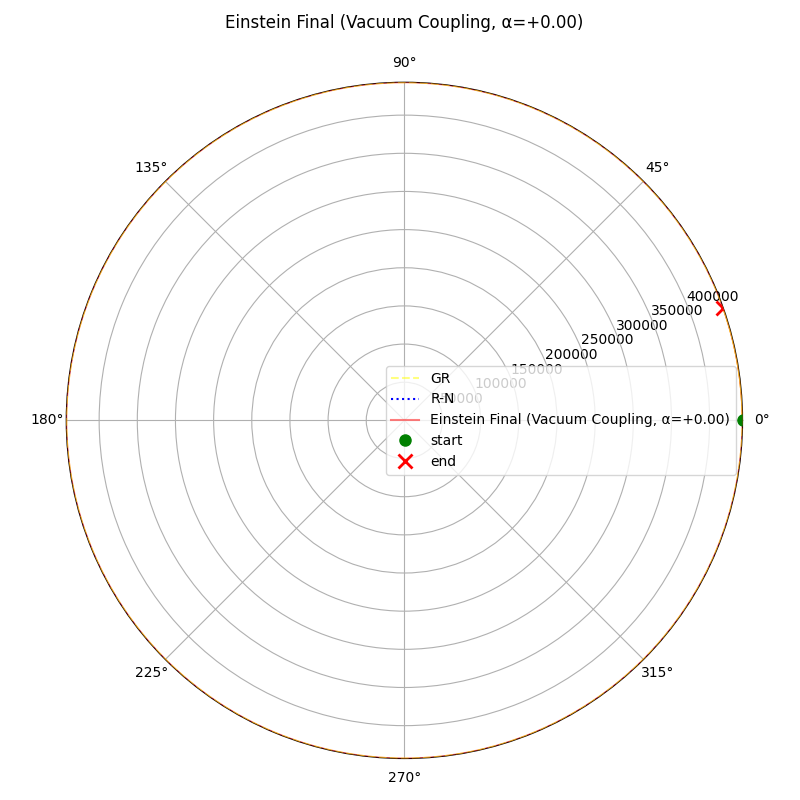 Einstein Final (Vacuum Coupling, α=+0.00)
90°
135°
45°
400000
350000
300000
250000
200000
150000
100000
GR
R-N
Einstein Final (Vacuum Coupling, α=+0.00)
start
end
180°
0°
225°
315°
270°